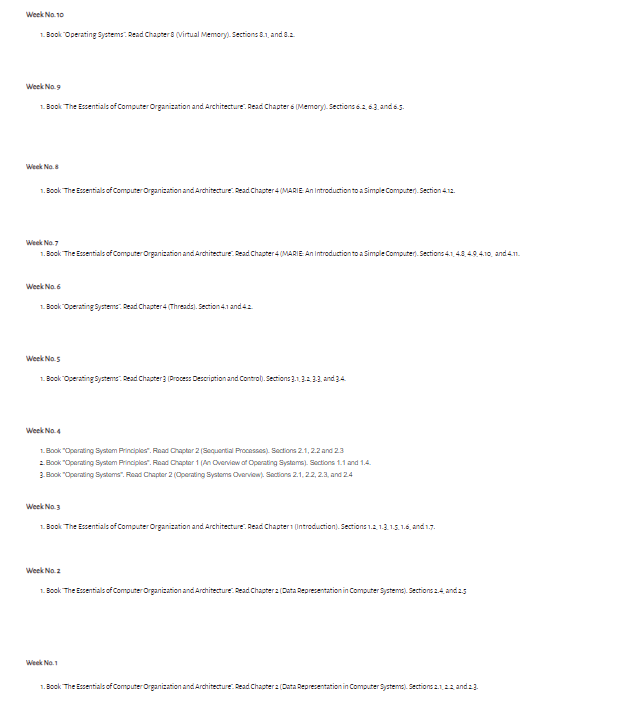 Week No. 10
1. Book "Operating Systems". Read Chapter 8 (Virtual Memory). Sections 8.1, and 8.2.
Week No. 9
1. Book "The Essentials of Computer Organization and Architecture". Read Chapter 6 (Memory). Sections 6.2, 6.3, and 6.5.
Week No. 8
1. Book "The Essentials of Computer Organization and Architecture". Read Chapter 4 (MARIE: An Introduction to a Simple Computer). Section 4.12.
Week No. 7
1. Book "The Essentials of Computer Organization and Architecture". Read Chapter 4 (MARIE: An Introduction to a Simple Computer). Sections 4.1, 4.8, 4.9, 4.10, and 4.11.
Week No. 6
1. Book "Operating Systems". Read Chapter 4 (Threads). Section 4.1 and 4.2.
Week No. 5
1. Book "Operating Systems". Read Chapter 3 (Process Description and Control). Sections 3.1, 3.2, 3.3, and 3.4.
Week No. 4
1. Book "Operating System Principles". Read Chapter 2 (Sequential Processes). Sections 2.1, 2.2 and 2.3
2. Book "Operating System Principles". Read Chapter 1 (An Overview of Operating Systems). Sections 1.1 and 1.4.
3. Book "Operating Systems". Read Chapter 2 (Operating Systems Overview). Sections 2.1, 2.2, 2.3, and 2.4
Week No. 3
1. Book "The Essentials of Computer Organization and Architecture". Read Chapter 1 (Introduction). Sections 1.2, 1.3, 1.5, 1.6, and 1.7.
Week No. 2
1. Book "The Essentials of Computer Organization and Architecture". Read Chapter 2 (Data Representation in Computer Systems). Sections 2.4, and 2.5
Week No. 1
1. Book "The Essentials of Computer Organization and Architecture". Read Chapter 2 (Data Representation in Computer Systems). Sections 2.1, 2.2, and 2.3.